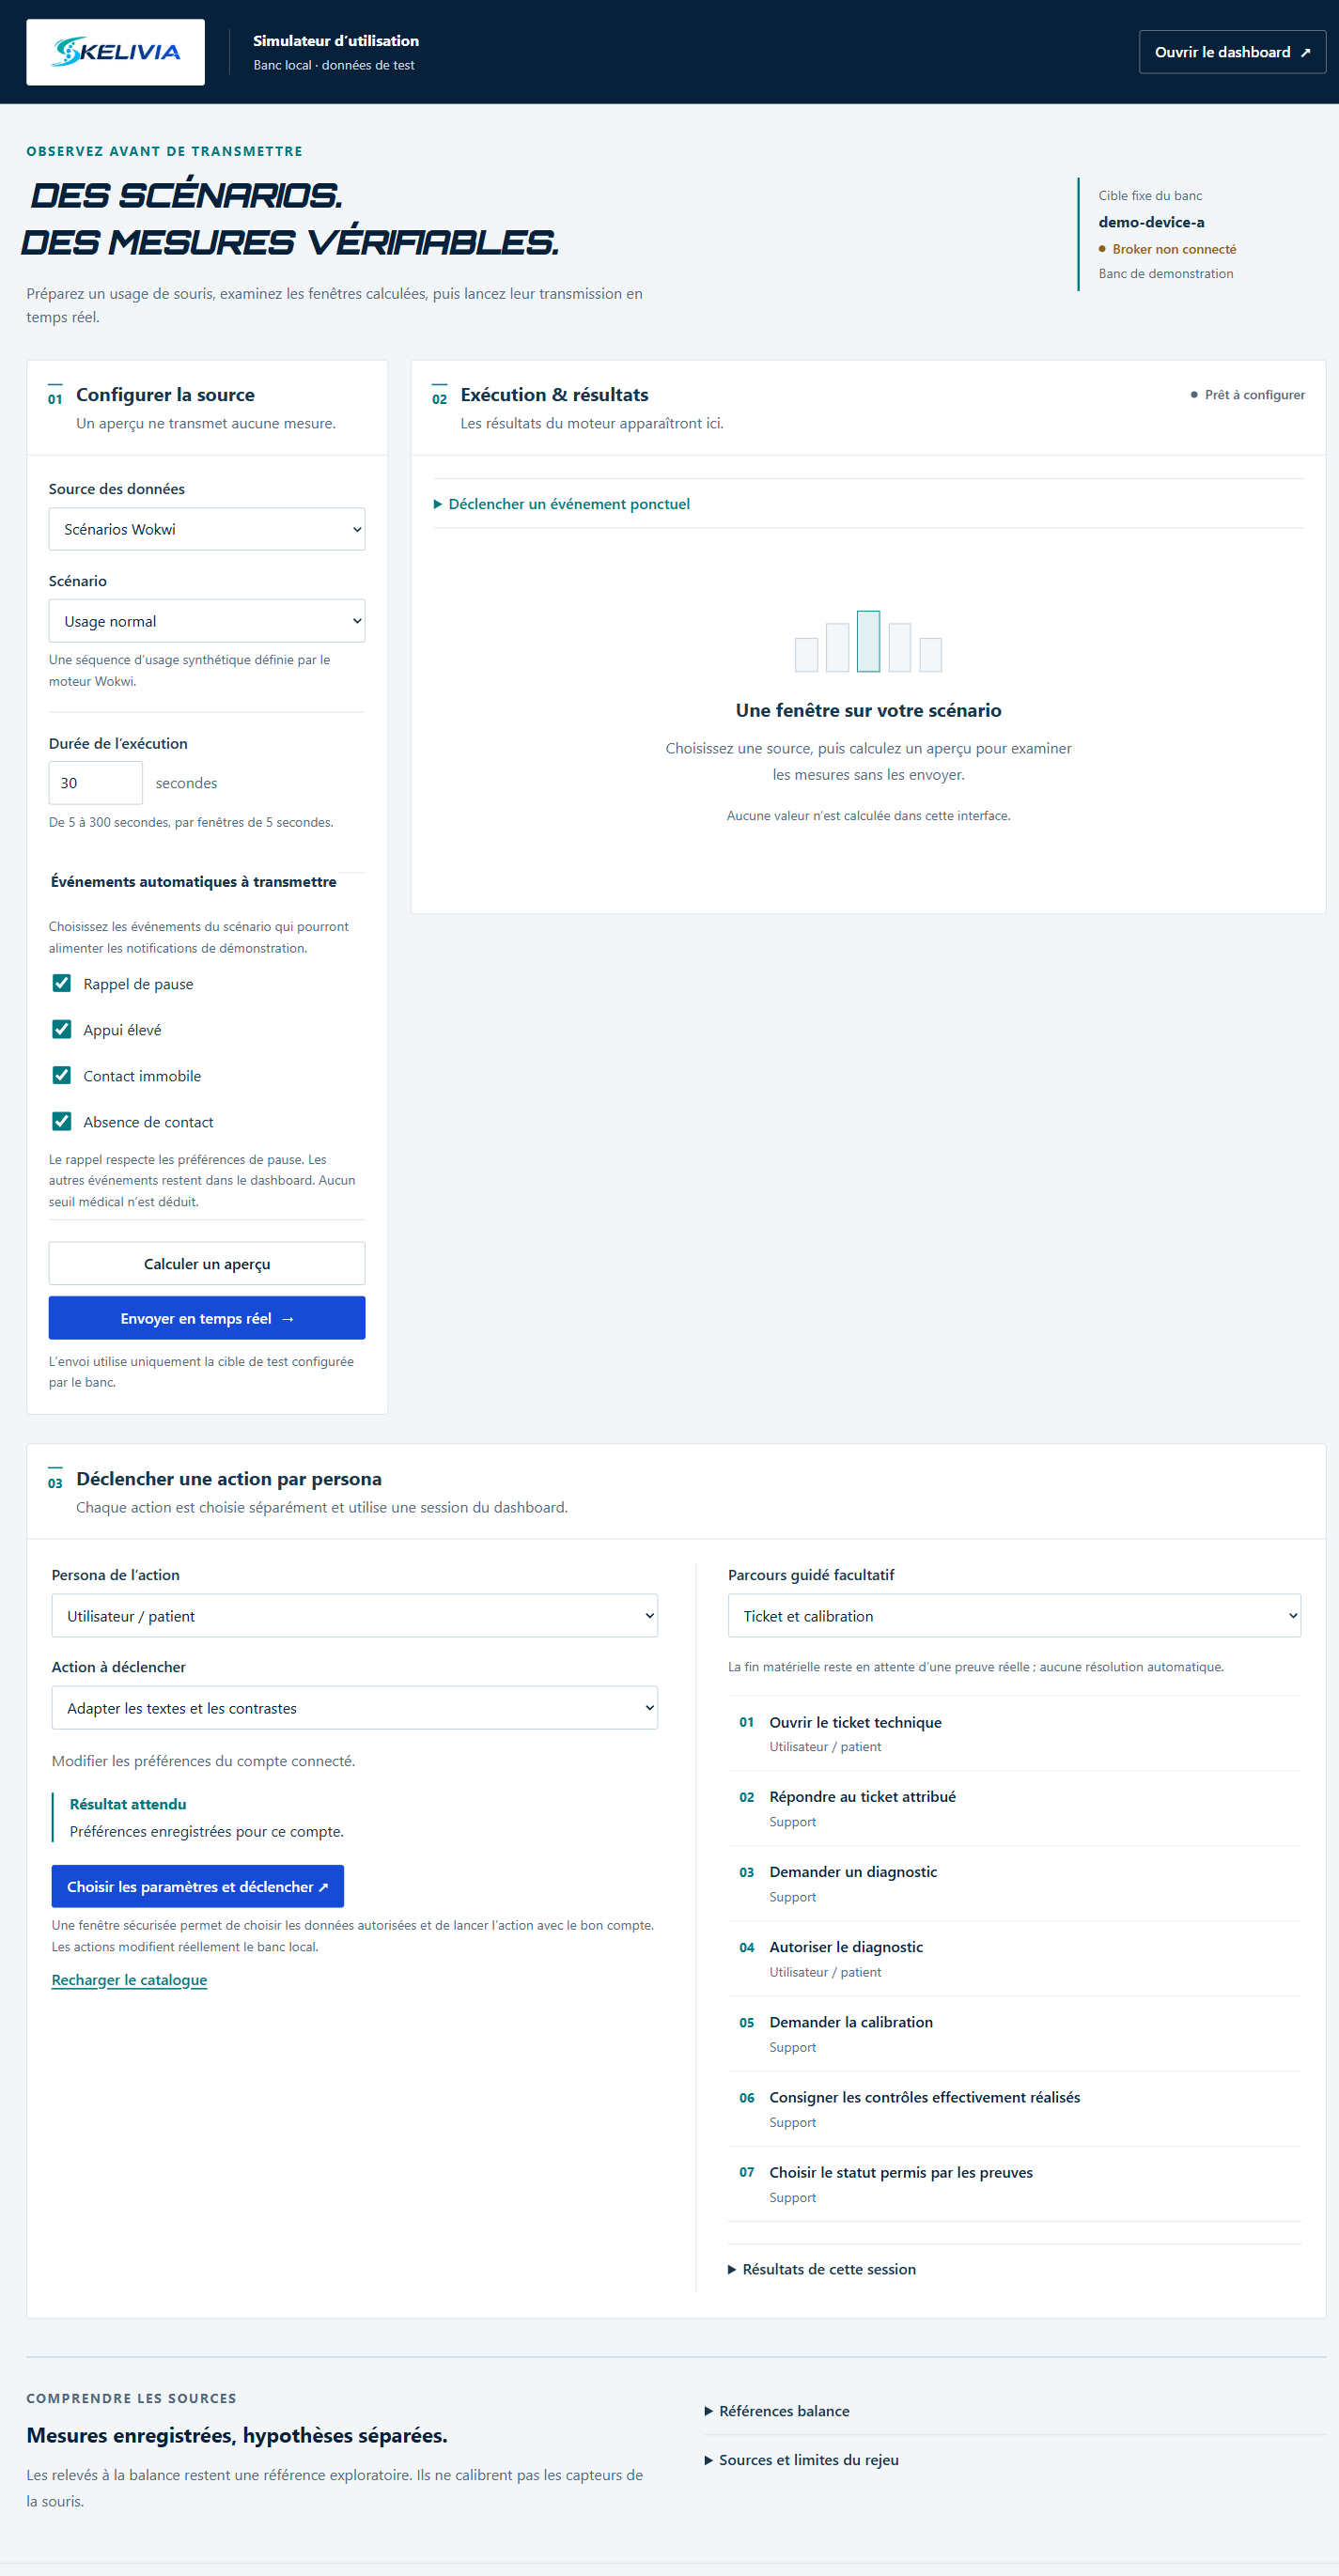 SKELIVIA
Simulateur d’utilisation
Banc local · données de test
Ouvrir le dashboard ↗
OBSERVEZ AVANT DE TRANSMETTRE
DES SCÉNARIOS.
DES MESURES VÉRIFIABLES.
Préparez un usage de souris, examinez les fenêtres calculées, puis lancez leur transmission en
temps réel.
Cible fixe du banc
demo-device-a
Broker non connecté
Banc de demonstration
01 Configurer la source
Un aperçu ne transmet aucune mesure.
Source des données
Scénarios Wokwi
Scénario
Usage normal
Une séquence d’usage synthétique définie par le
moteur Wokwi.
Durée de l’exécution
30 secondes
De 5 à 300 secondes, par fenêtres de 5 secondes.
Événements automatiques à transmettre
Choisissez les événements du scénario qui pourront
alimenter les notifications de démonstration.
Rappel de pause
Appui élevé
Contact immobile
Absence de contact
Le rappel respecte les préférences de pause. Les
autres événements restent dans le dashboard. Aucun
seuil médical n’est déduit.
Calculer un aperçu
Envoyer en temps réel →
L’envoi utilise uniquement la cible de test configurée
par le banc.
02 Exécution & résultats
Prêt à configurer
Les résultats du moteur apparaîtront ici.
Déclencher un événement ponctuel
Une fenêtre sur votre scénario
Choisissez une source, puis calculez un aperçu pour examiner
les mesures sans les envoyer.
Aucune valeur n’est calculée dans cette interface.
03 Déclencher une action par persona
Chaque action est choisie séparément et utilise une session du dashboard.
Persona de l’action
Utilisateur / patient
Action à déclencher
Adapter les textes et les contrastes
Modifier les préférences du compte connecté.
Résultat attendu
Préférences enregistrées pour ce compte.
Choisir les paramètres et déclencher ↗
Une fenêtre sécurisée permet de choisir les données autorisées et de lancer l’action avec le bon compte.
Les actions modifient réellement le banc local.
Recharger le catalogue
Parcours guidé facultatif
Ticket et calibration
La fin matérielle reste en attente d’une preuve réelle ; aucune résolution automatique.
01 Ouvrir le ticket technique
Utilisateur / patient
02 Répondre au ticket attribué
Support
03 Demander un diagnostic
Support
04 Autoriser le diagnostic
Utilisateur / patient
05 Demander la calibration
Support
06 Consigner les contrôles effectivement réalisés
Support
07 Choisir le statut permis par les preuves
Support
Résultats de cette session
COMPRENDRE LES SOURCES
Mesures enregistrées, hypothèses séparées.
Les relevés à la balance restent une référence exploratoire. Ils ne calibrent pas les capteurs de
la souris.
Références balance
Sources et limites du rejeu